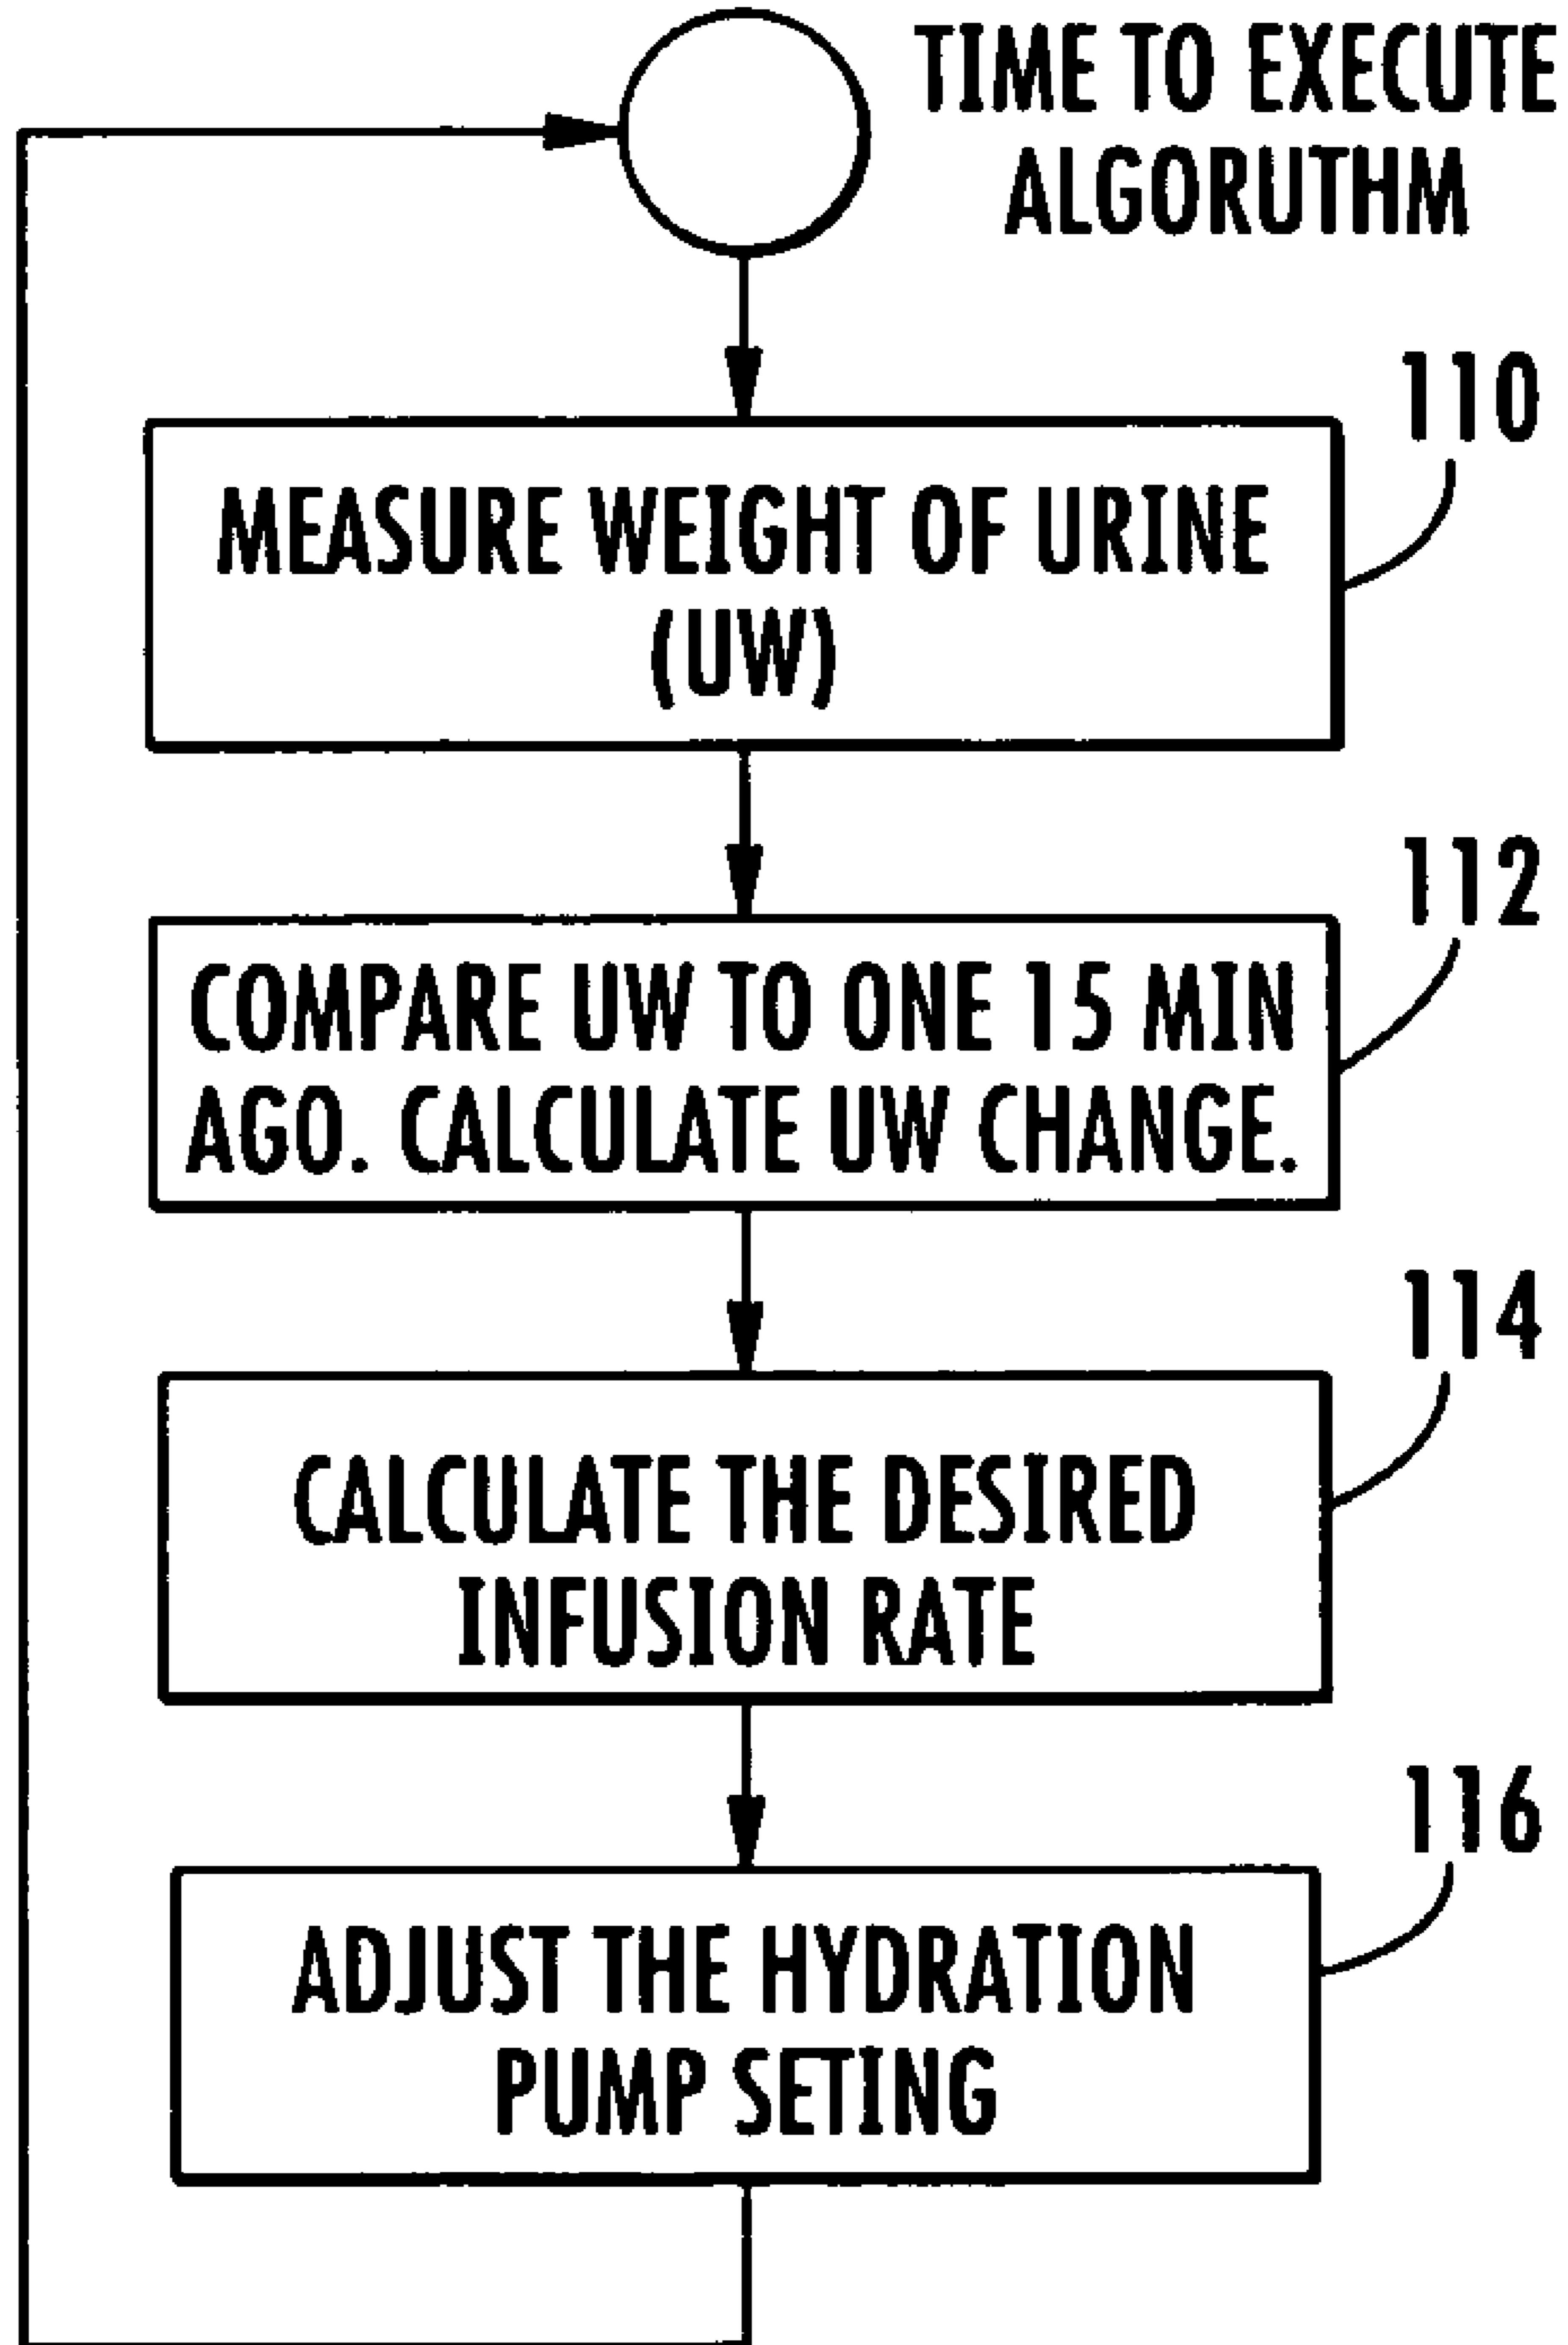 TIME TO EXECUTE
ALGORUTHM
110
MEASURE WEIGHT OF URINE
(UW)
112
COMPARE UW TO ONE 15 MIN
AGO. CALCULATE UW CHANGE.
114
CALCULATE THE DESIRED
INFUSION RATE
116
ADJUST THE HYDRATION
PUMP SETING